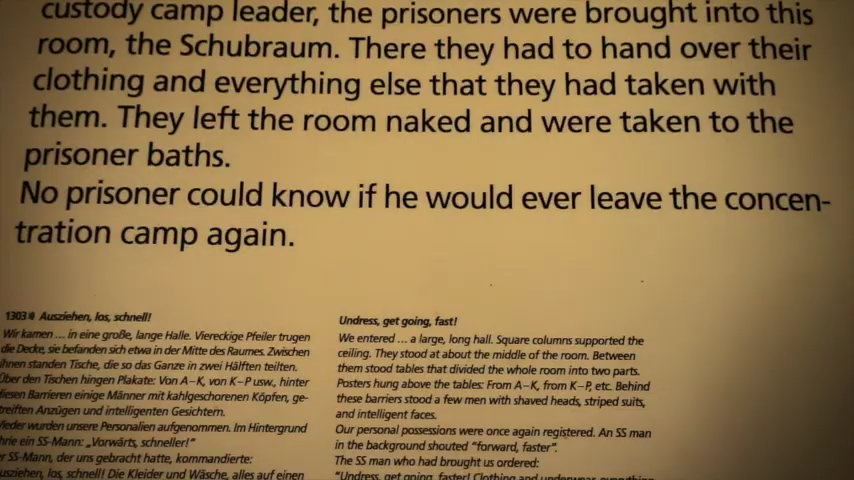 custody camp leader, the prisoners were brought into this
room, the Schubraum. There they had to hand over their
clothing and everything else that they had taken with
them. They left the room naked and were taken to the
prisoner baths.
No prisoner could know if he would ever leave the concen-
tration camp again.
1303 Ausziehen, los, schnell!
Wir kamen ... in eine große, lange Halle. Viereckige Pfeiler trugen
die Decke, sie befanden sich etwa in der Mitte des Raumes. Zwischen
ihnen standen Tische, die so das Ganze in zwei Hälften teilten.
Über den Tischen hingen Plakate: Von A–K, von K–P usw., hinter
diesen Barrieren einige Männer mit kahlgeschorenen Köpfen, ge-
streiften Anzügen und intelligenten Gesichtern.
Wieder wurden unsere Personalien aufgenommen. Im Hintergrund
hrie ein SS-Mann: „Vorwärts, schneller!“
er SS-Mann, der uns gebracht hatte, kommandierte:
usziehen, los, schnell! Die Kleider und Wäsche, alles auf einen
Undress, get going, fast!
We entered ... a large, long hall. Square columns supported the
ceiling. They stood at about the middle of the room. Between
them stood tables that divided the whole room into two parts.
Posters hung above the tables: From A–K, from K–P, etc. Behind
these barriers stood a few men with shaved heads, striped suits,
and intelligent faces.
Our personal possessions were once again registered. An SS man
in the background shouted “forward, faster”.
The SS man who had brought us ordered:
“Undress, get going, faster! Clothing and underwear, everything